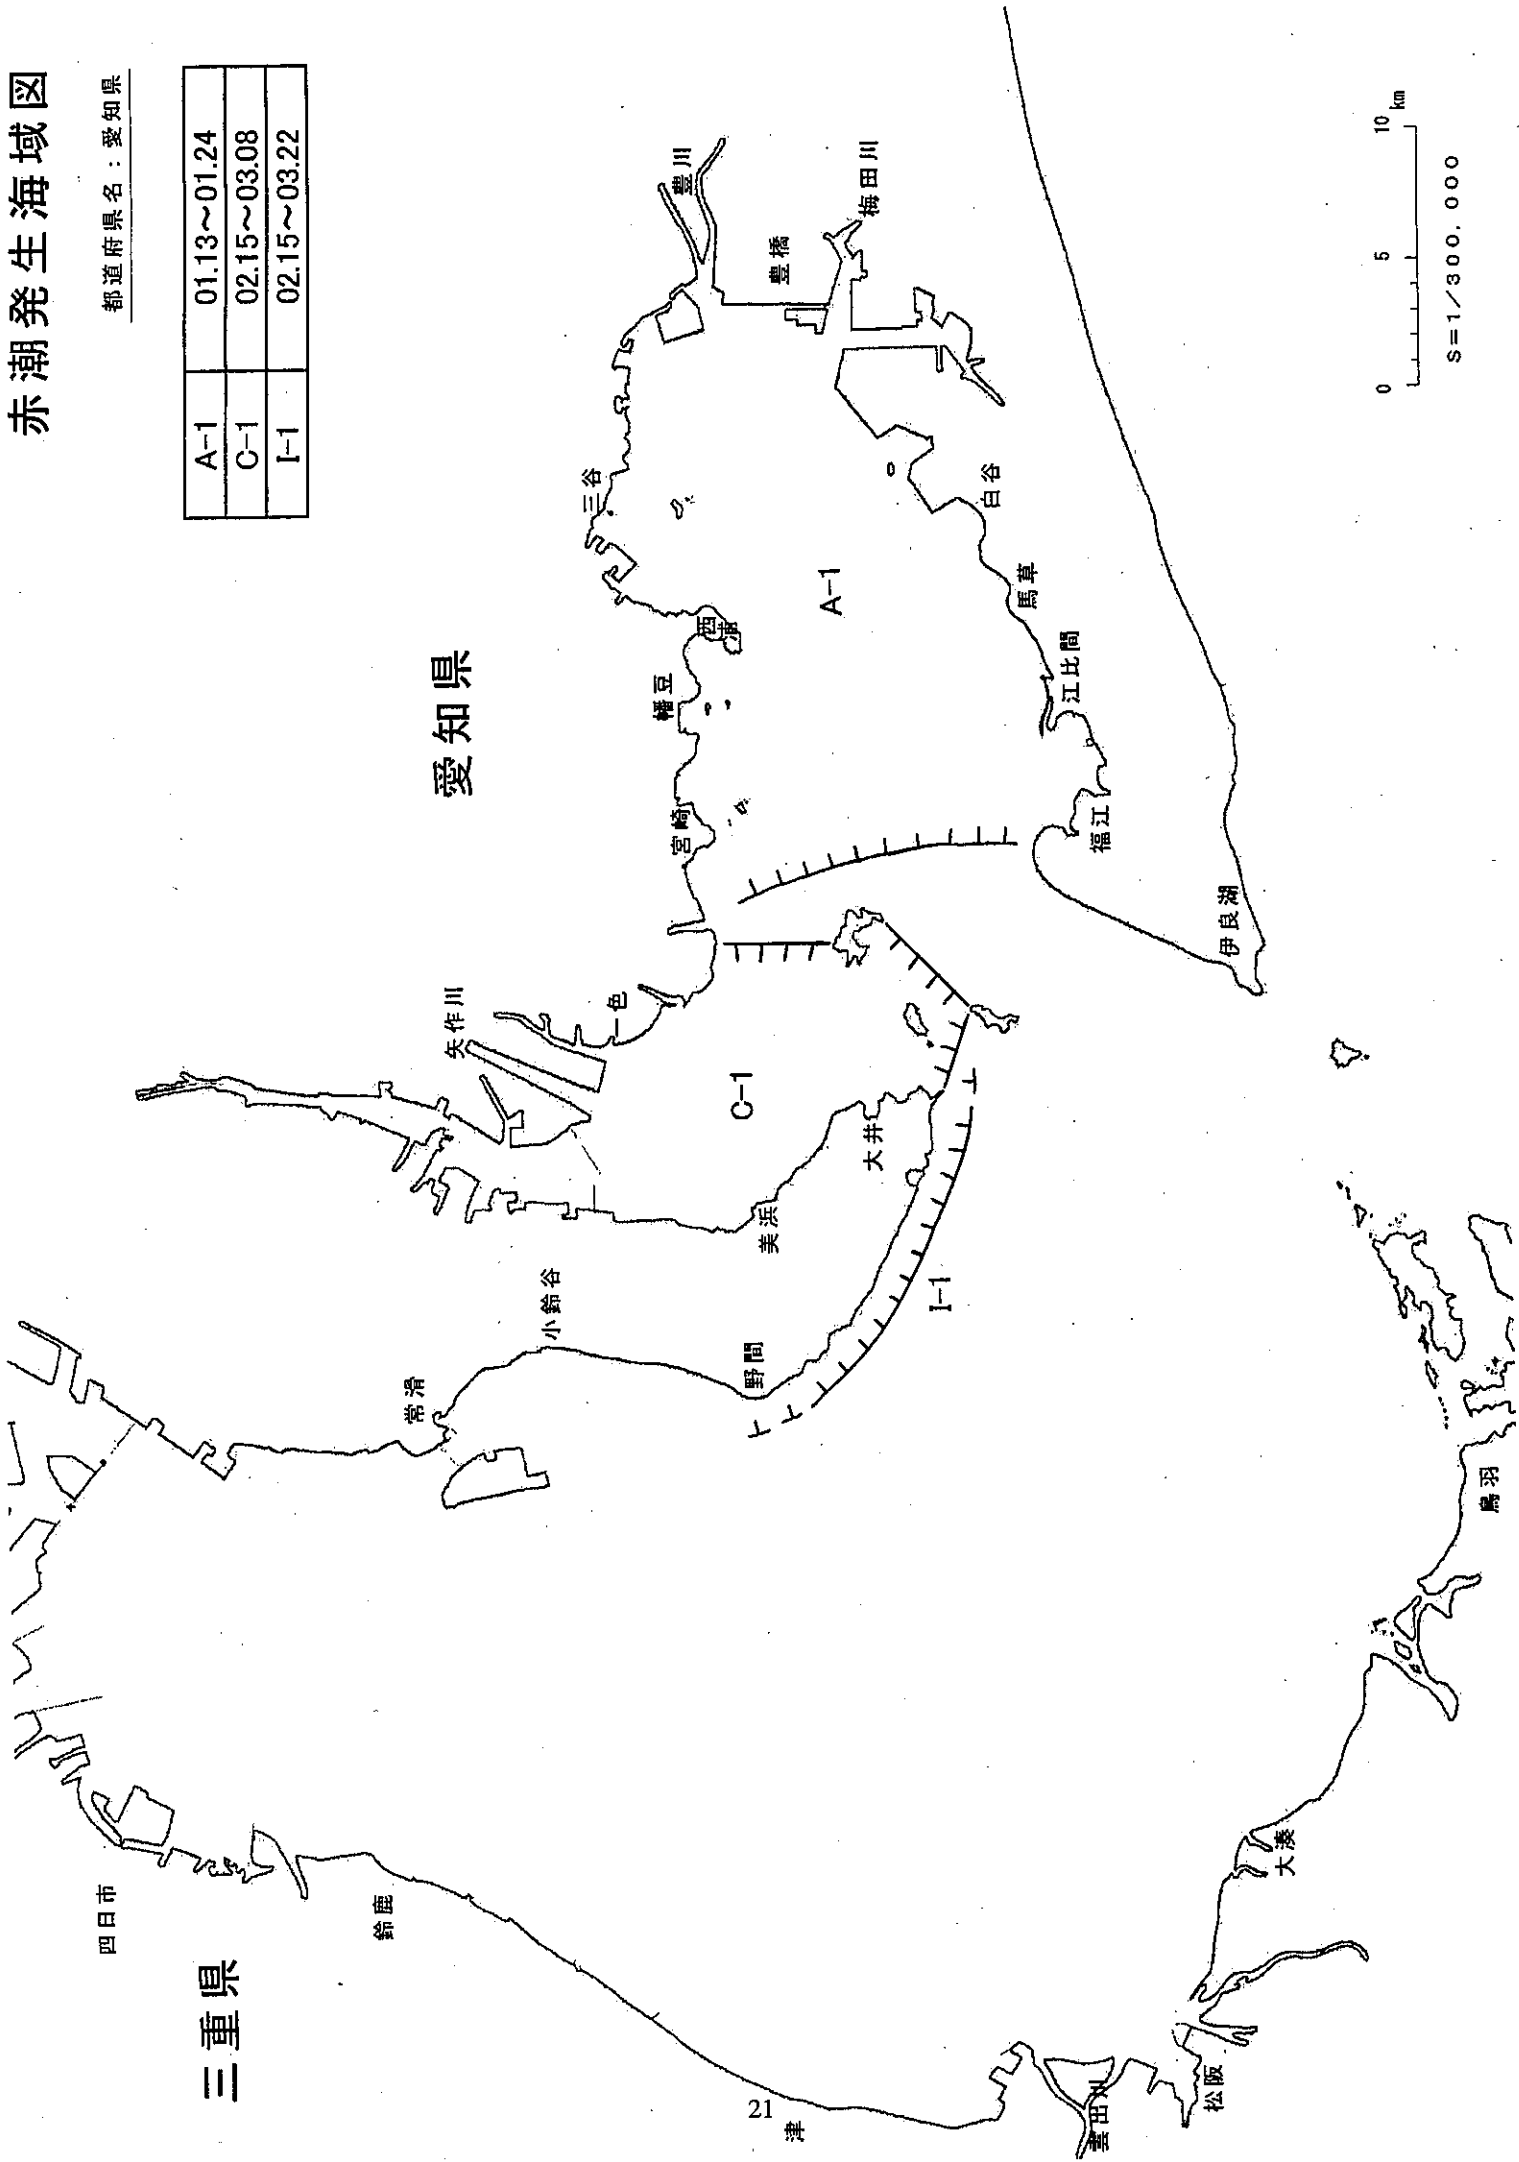 赤潮発生海域図
都道府県名：愛知県
A-1 01.13～01.24
C-1 02.15～03.08
I-1 02.15～03.22
愛知県
三重県
四日市
鈴鹿
津
雲出川
松阪
大湊
鳥羽
常滑
小鈴谷
野間
美浜
大井
矢作川
一色
宮崎
幡豆
西浦
三谷
豊川
豊橋
梅田川
白谷
馬草
江比間
福江
伊良湖
A-1
C-1
I-1
0 5 10 km
S=1/300,000
21